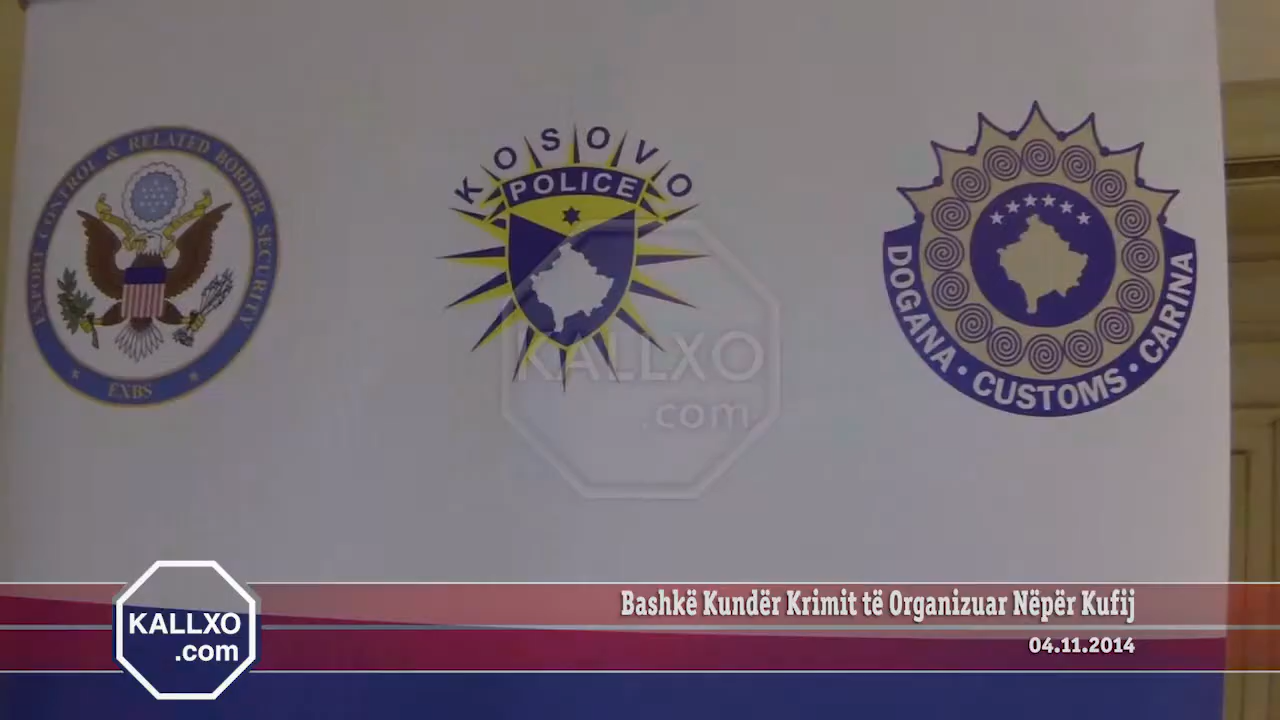 EXPORT CONTROL & RELATED BORDER SECURITY
EXBS
KOSOVO
POLICE
DOGANA • CUSTOMS • CARINA
KALLXO
.com
Bashkë Kundër Krimit të Organizuar Nëpër Kufij
04.11.2014
KALLXO
.com